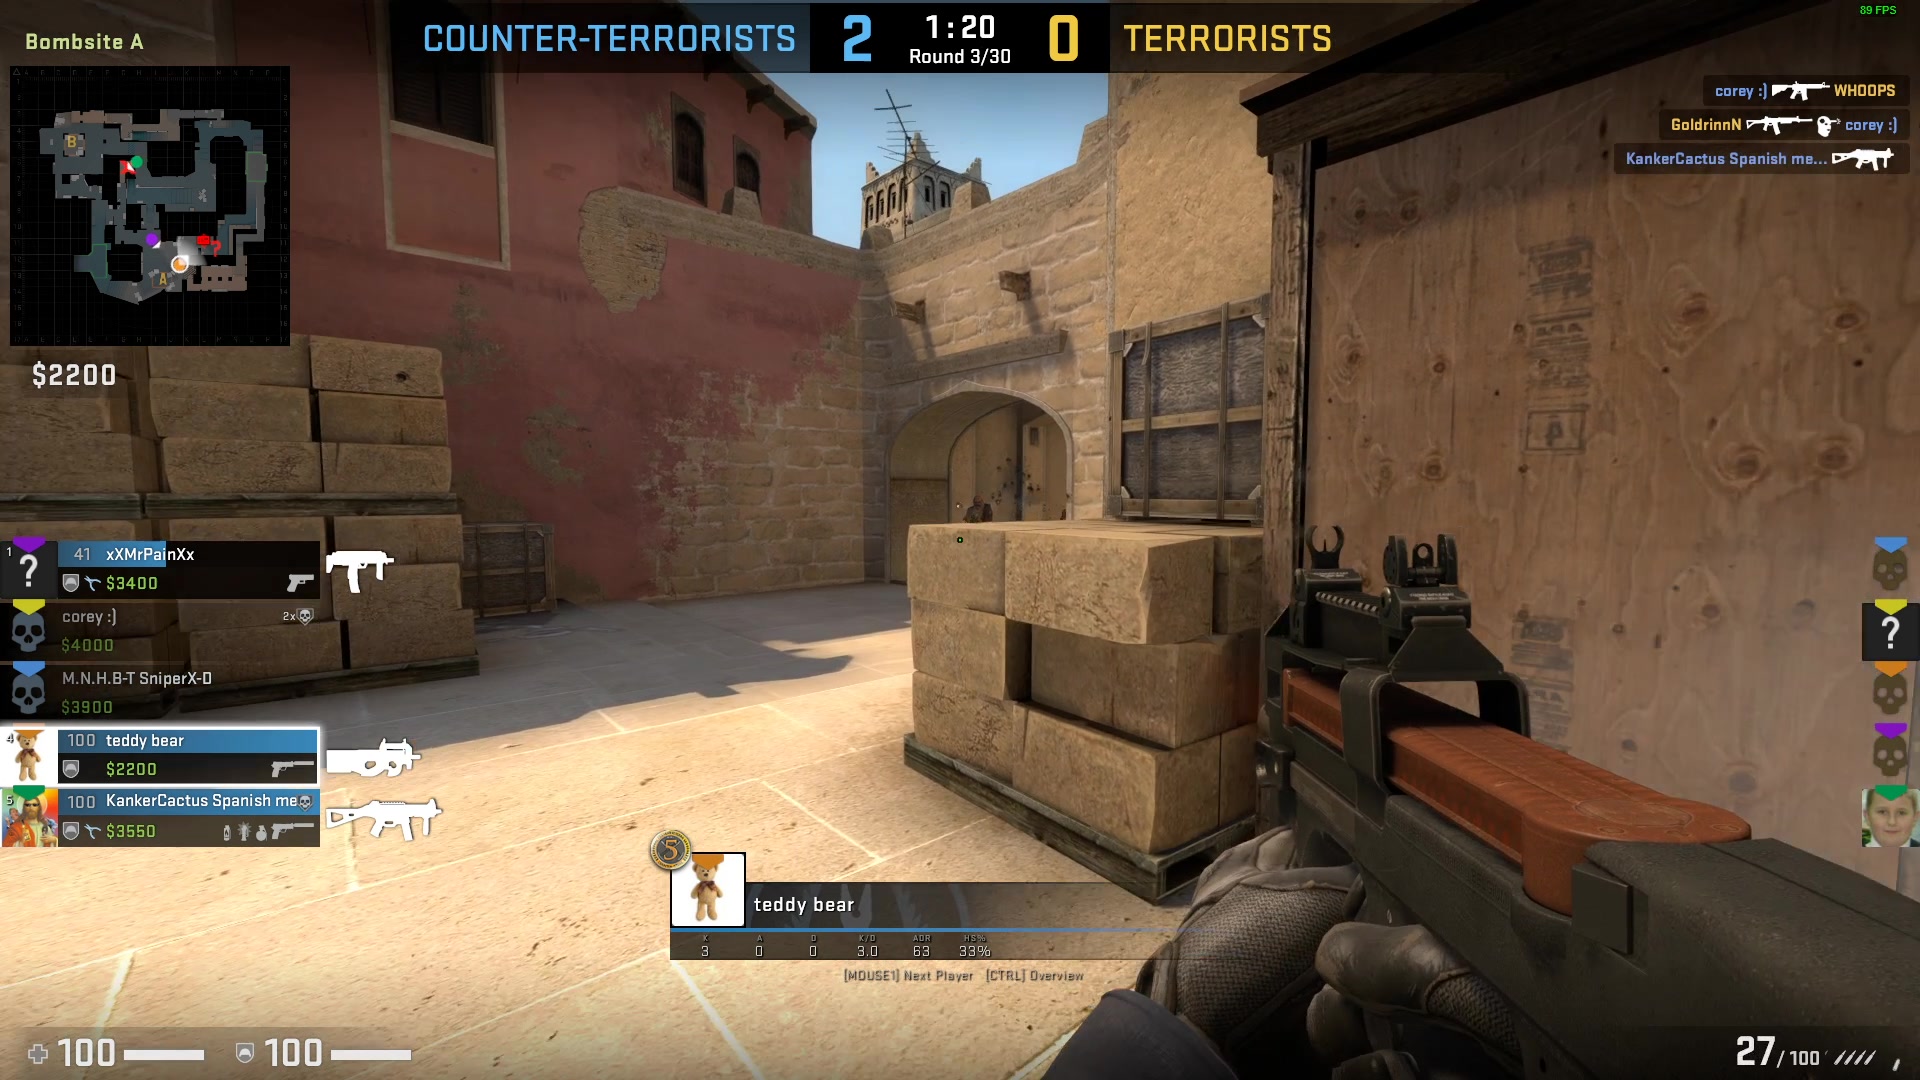 89 FPS
Bombsite A
COUNTER-TERRORISTS 2 1:20 0 TERRORISTS
Round 3/30
corey :) WHOOPS
GoldrinnN corey :)
KankerCactus Spanish me...
B
A
$2200
1 ? 41 xXMrPainXx
$3400
corey :) 2x
$4000
?
M.N.H.B-T SniperX-D
$3900
4 100 teddy bear
$2200
5 100 KankerCactus Spanish me
$3550
5
teddy bear
K A D K/D ADR HS%
3 0 0 3.0 63 33%
[MOUSE1] Next Player [CTRL] Overview
100 100
27 / 100